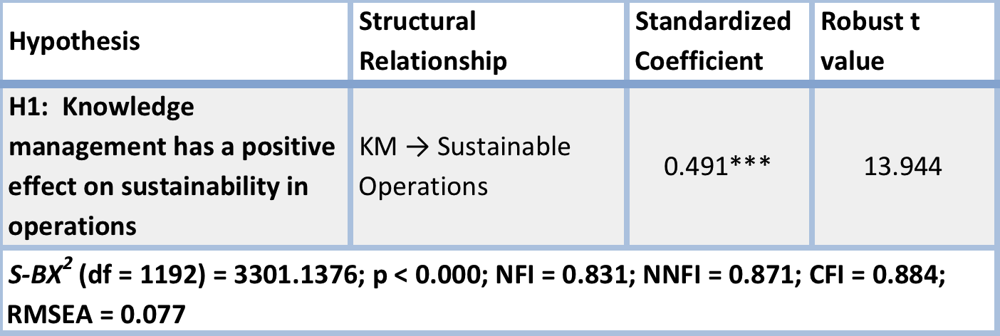 Hypothesis
Structural
Relationship
Standardized
Coefficient
Robust t
value
H1:  Knowledge
management has a positive
effect on sustainability in
operations
KM → Sustainable
Operations
0.491***
13.944
S-BX² (df = 1192) = 3301.1376; p < 0.000; NFI = 0.831; NNFI = 0.871; CFI = 0.884;
RMSEA = 0.077